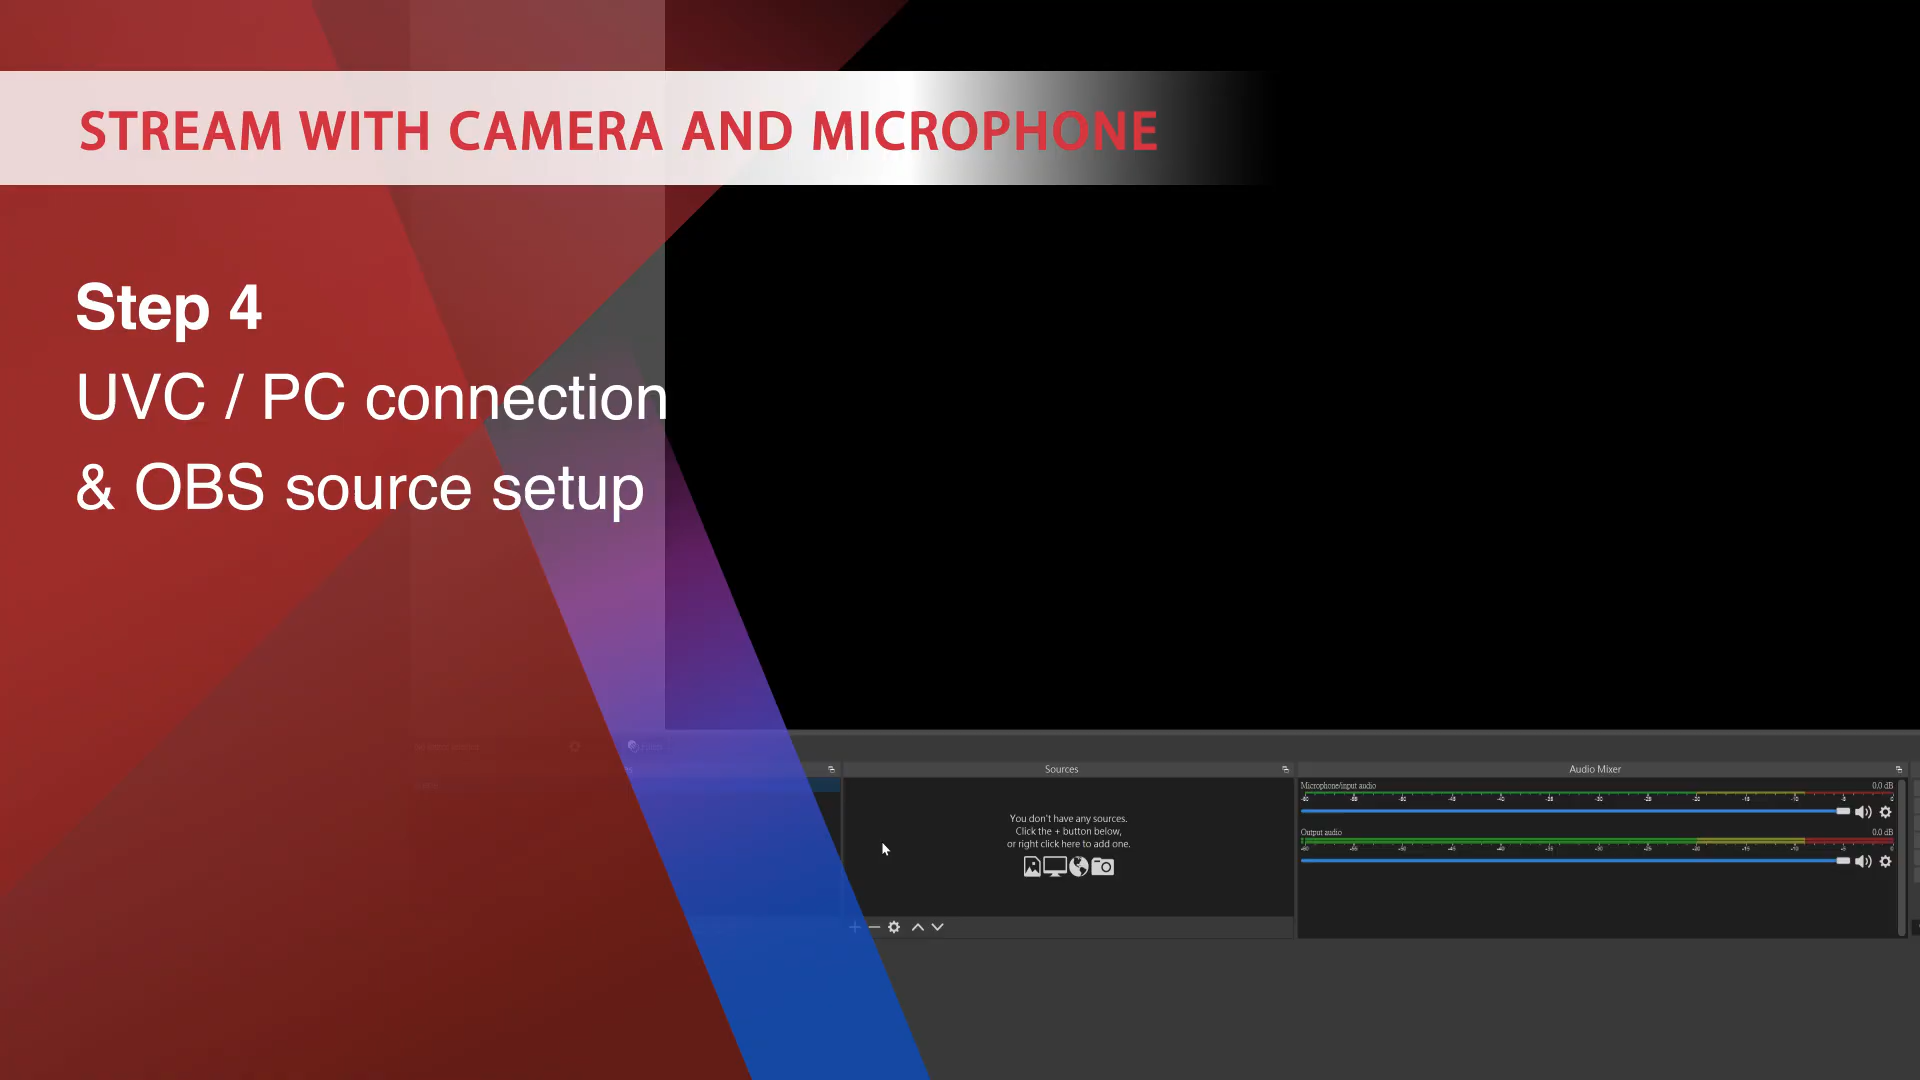 STREAM WITH CAMERA AND MICROPHONE
Step 4
UVC / PC connection
& OBS source setup
Sources
Audio Mixer
You don't have any sources.
Click the + button below,
or right click here to add one.
Microphone/input audio 0.0 dB
Output audio 0.0 dB